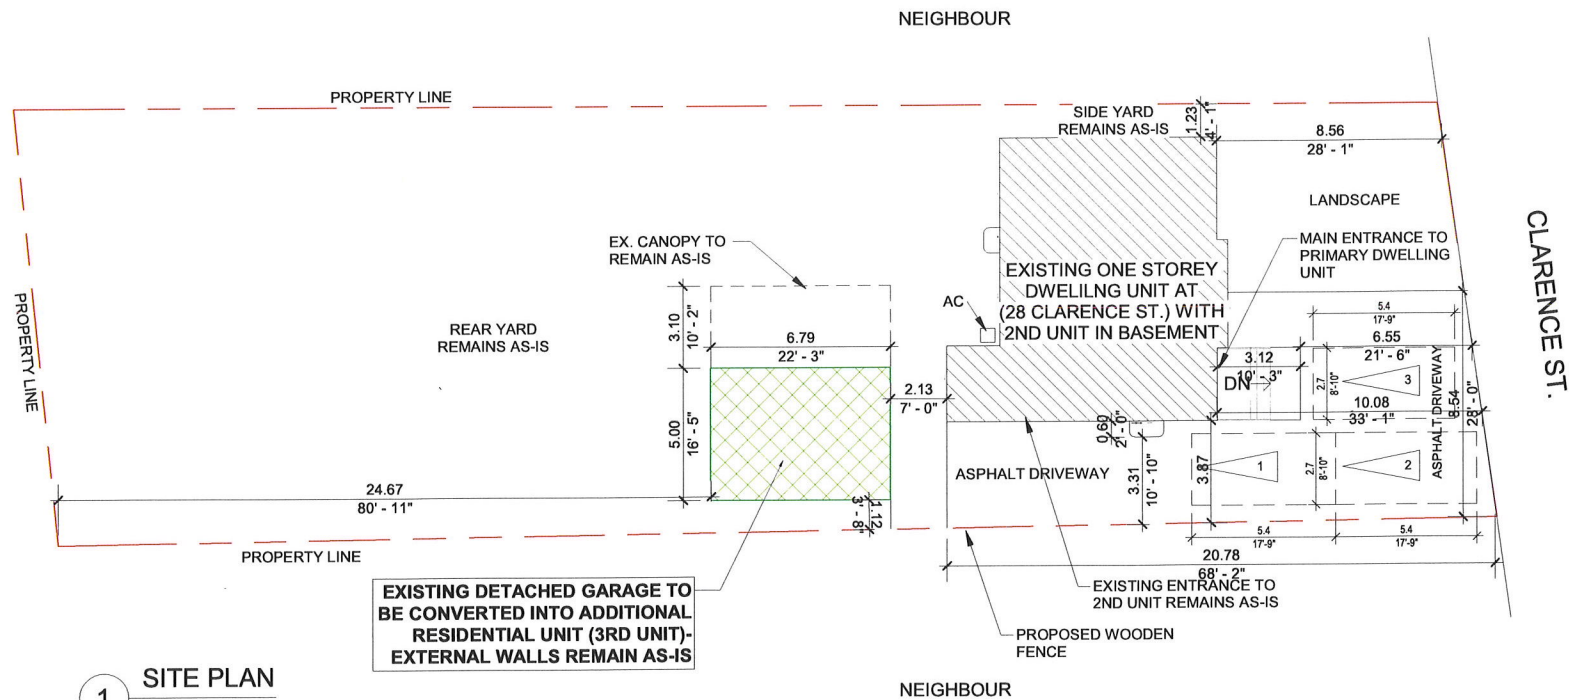 NEIGHBOUR
PROPERTY LINE
SIDE YARD
REMAINS AS-IS
1.23
4' - 1"
8.56
28' - 1"
LANDSCAPE
CLARENCE ST.
MAIN ENTRANCE TO
PRIMARY DWELLING
UNIT
EX. CANOPY TO
REMAIN AS-IS
EXISTING ONE STOREY
DWELILNG UNIT AT
(28 CLARENCE ST.) WITH
2ND UNIT IN BASEMENT
AC
PROPERTY LINE
REAR YARD
REMAINS AS-IS
3.10
10' - 2"
6.79
22' - 3"
5.4
17'-9"
6.55
21' - 6"
3.12
10' - 3"
DN
2.7
8'-10"
3
10.08
33' - 1"
ASPHALT DRIVEWAY
8.54
28' - 0"
2.13
7' - 0"
5.00
16' - 5"
0.60
2' - 0"
ASPHALT DRIVEWAY
3.31
10' - 10"
3.87
1
2.7
8'-10"
2
24.67
80' - 11"
1.12
3' - 8"
5.4
17'-9"
5.4
17'-9"
20.78
68' - 2"
PROPERTY LINE
EXISTING DETACHED GARAGE TO
BE CONVERTED INTO ADDITIONAL
RESIDENTIAL UNIT (3RD UNIT)-
EXTERNAL WALLS REMAIN AS-IS
EXISTING ENTRANCE TO
2ND UNIT REMAINS AS-IS
PROPOSED WOODEN
FENCE
1
SITE PLAN
NEIGHBOUR